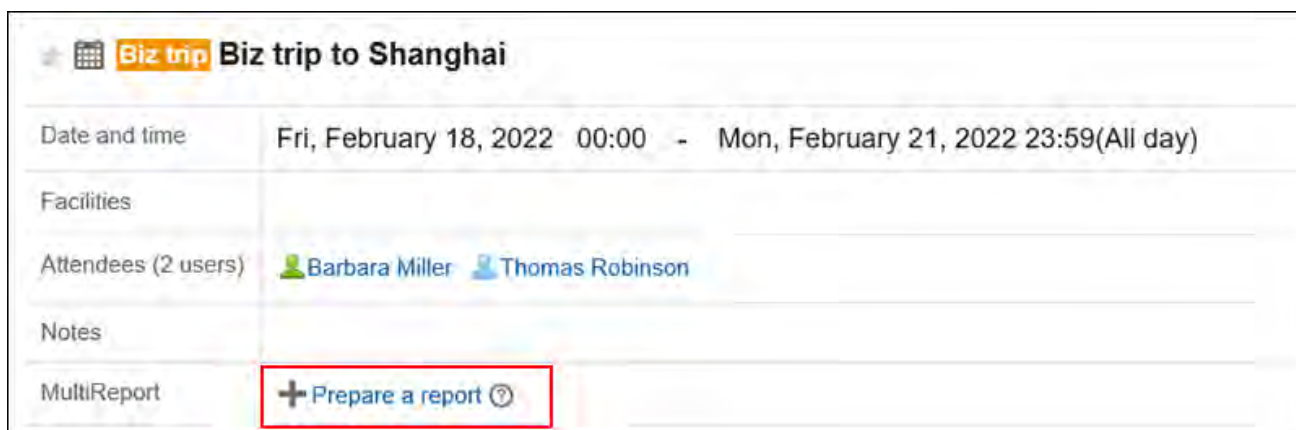 Biz trip Biz trip to Shanghai
Date and time Fri, February 18, 2022 00:00 - Mon, February 21, 2022 23:59(All day)
Facilities
Attendees (2 users) Barbara Miller Thomas Robinson
Notes
MultiReport Prepare a report ?